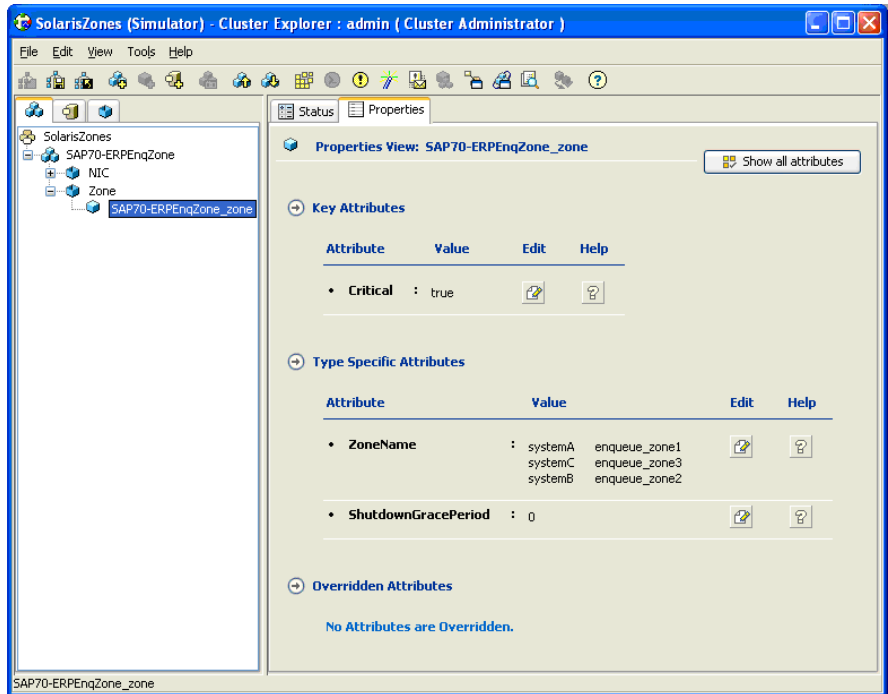 SolarisZones (Simulator) - Cluster Explorer : admin ( Cluster Administrator )
File Edit View Tools Help
Status Properties
SolarisZones
SAP70-ERPEnqZone
NIC
Zone
SAP70-ERPEnqZone_zone
Properties View: SAP70-ERPEnqZone_zone
Show all attributes
Key Attributes
Attribute Value Edit Help
• Critical : true
Type Specific Attributes
Attribute Value Edit Help
• ZoneName : systemA enqueue_zone1
systemC enqueue_zone3
systemB enqueue_zone2
• ShutdownGracePeriod : 0
Overridden Attributes
No Attributes are Overridden.
SAP70-ERPEnqZone_zone